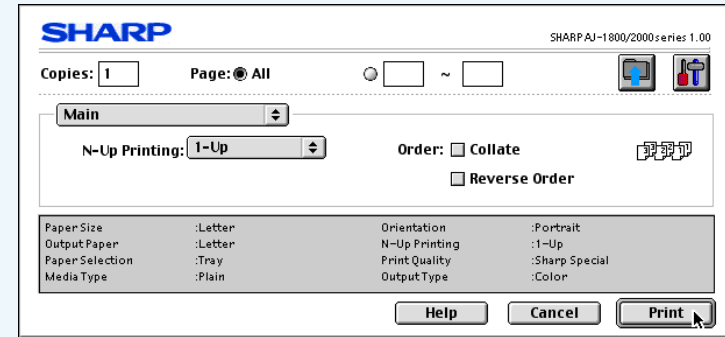 SHARP
SHARP AJ-1800/2000 series 1.00
Copies: 1 Page: All ~
Main
N-Up Printing: 1-Up Order: Collate
Reverse Order
Paper Size :Letter Orientation :Portrait
Output Paper :Letter N-Up Printing :1-Up
Paper Selection :Tray Print Quality :Sharp Special
Media Type :Plain Output Type :Color
Help Cancel Print